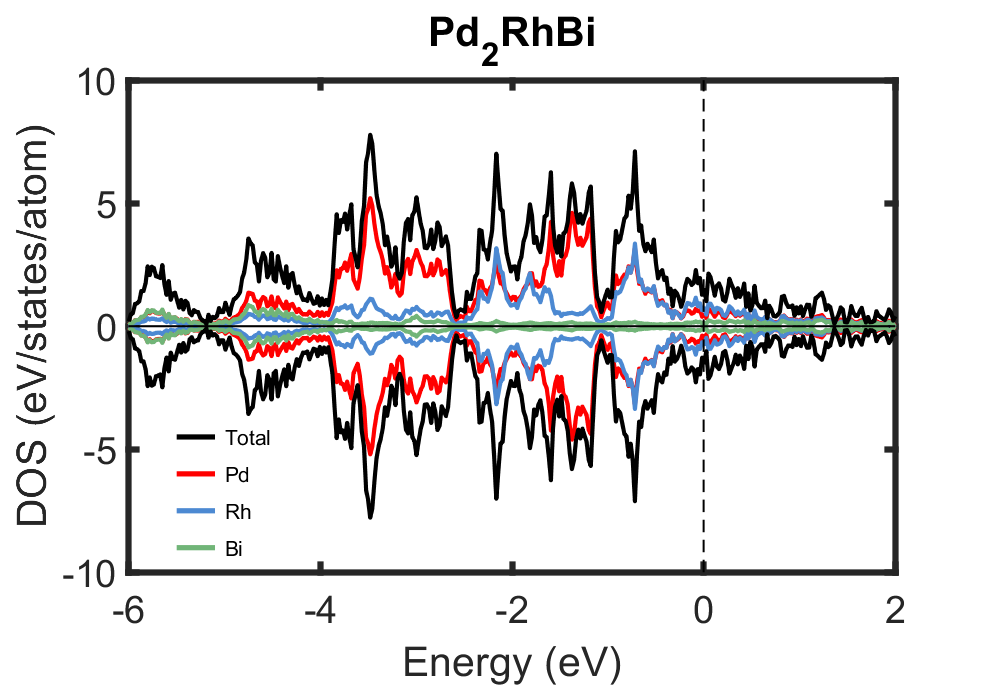 Pd₂RhBi
DOS (eV/states/atom)
10
5
0
-5
-10
Total
Pd
Rh
Bi
-6 -4 -2 0 2
Energy (eV)